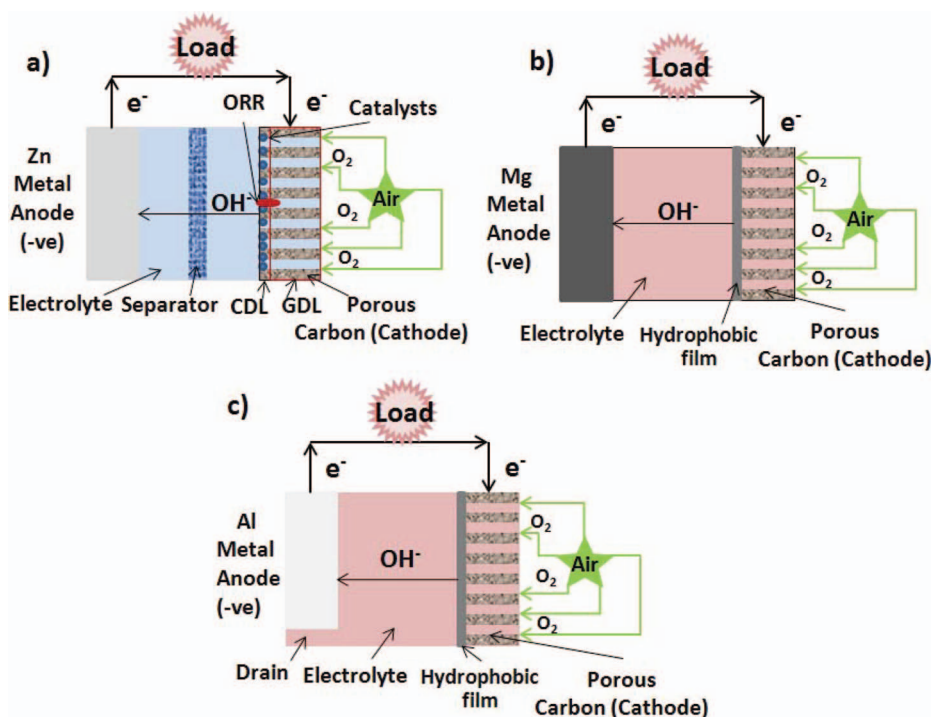 a)
Load
e-
ORR
e-
Catalysts
Zn
Metal
Anode
(-ve)
OH-
O2
O2
O2
Air
Electrolyte
Separator
CDL
GDL
Porous
Carbon (Cathode)
b)
Load
e-
e-
Mg
Metal
Anode
(-ve)
OH-
O2
O2
O2
Air
Electrolyte
Hydrophobic
film
Porous
Carbon (Cathode)
c)
Load
e-
e-
Al
Metal
Anode
(-ve)
OH-
O2
O2
O2
Air
Drain
Electrolyte
Hydrophobic
film
Porous
Carbon (Cathode)